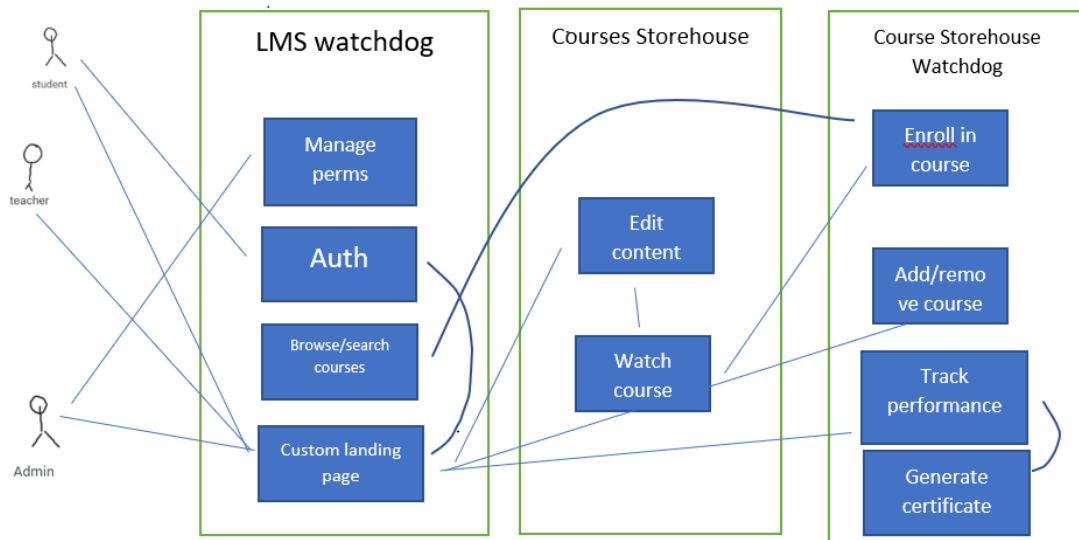 student
teacher
Admin
LMS watchdog
Manage
perms
Auth
Browse/search
courses
Custom landing
page
Courses Storehouse
Edit
content
Watch
course
Course Storehouse
Watchdog
Enroll in
course
Add/remo
ve course
Track
performance
Generate
certificate